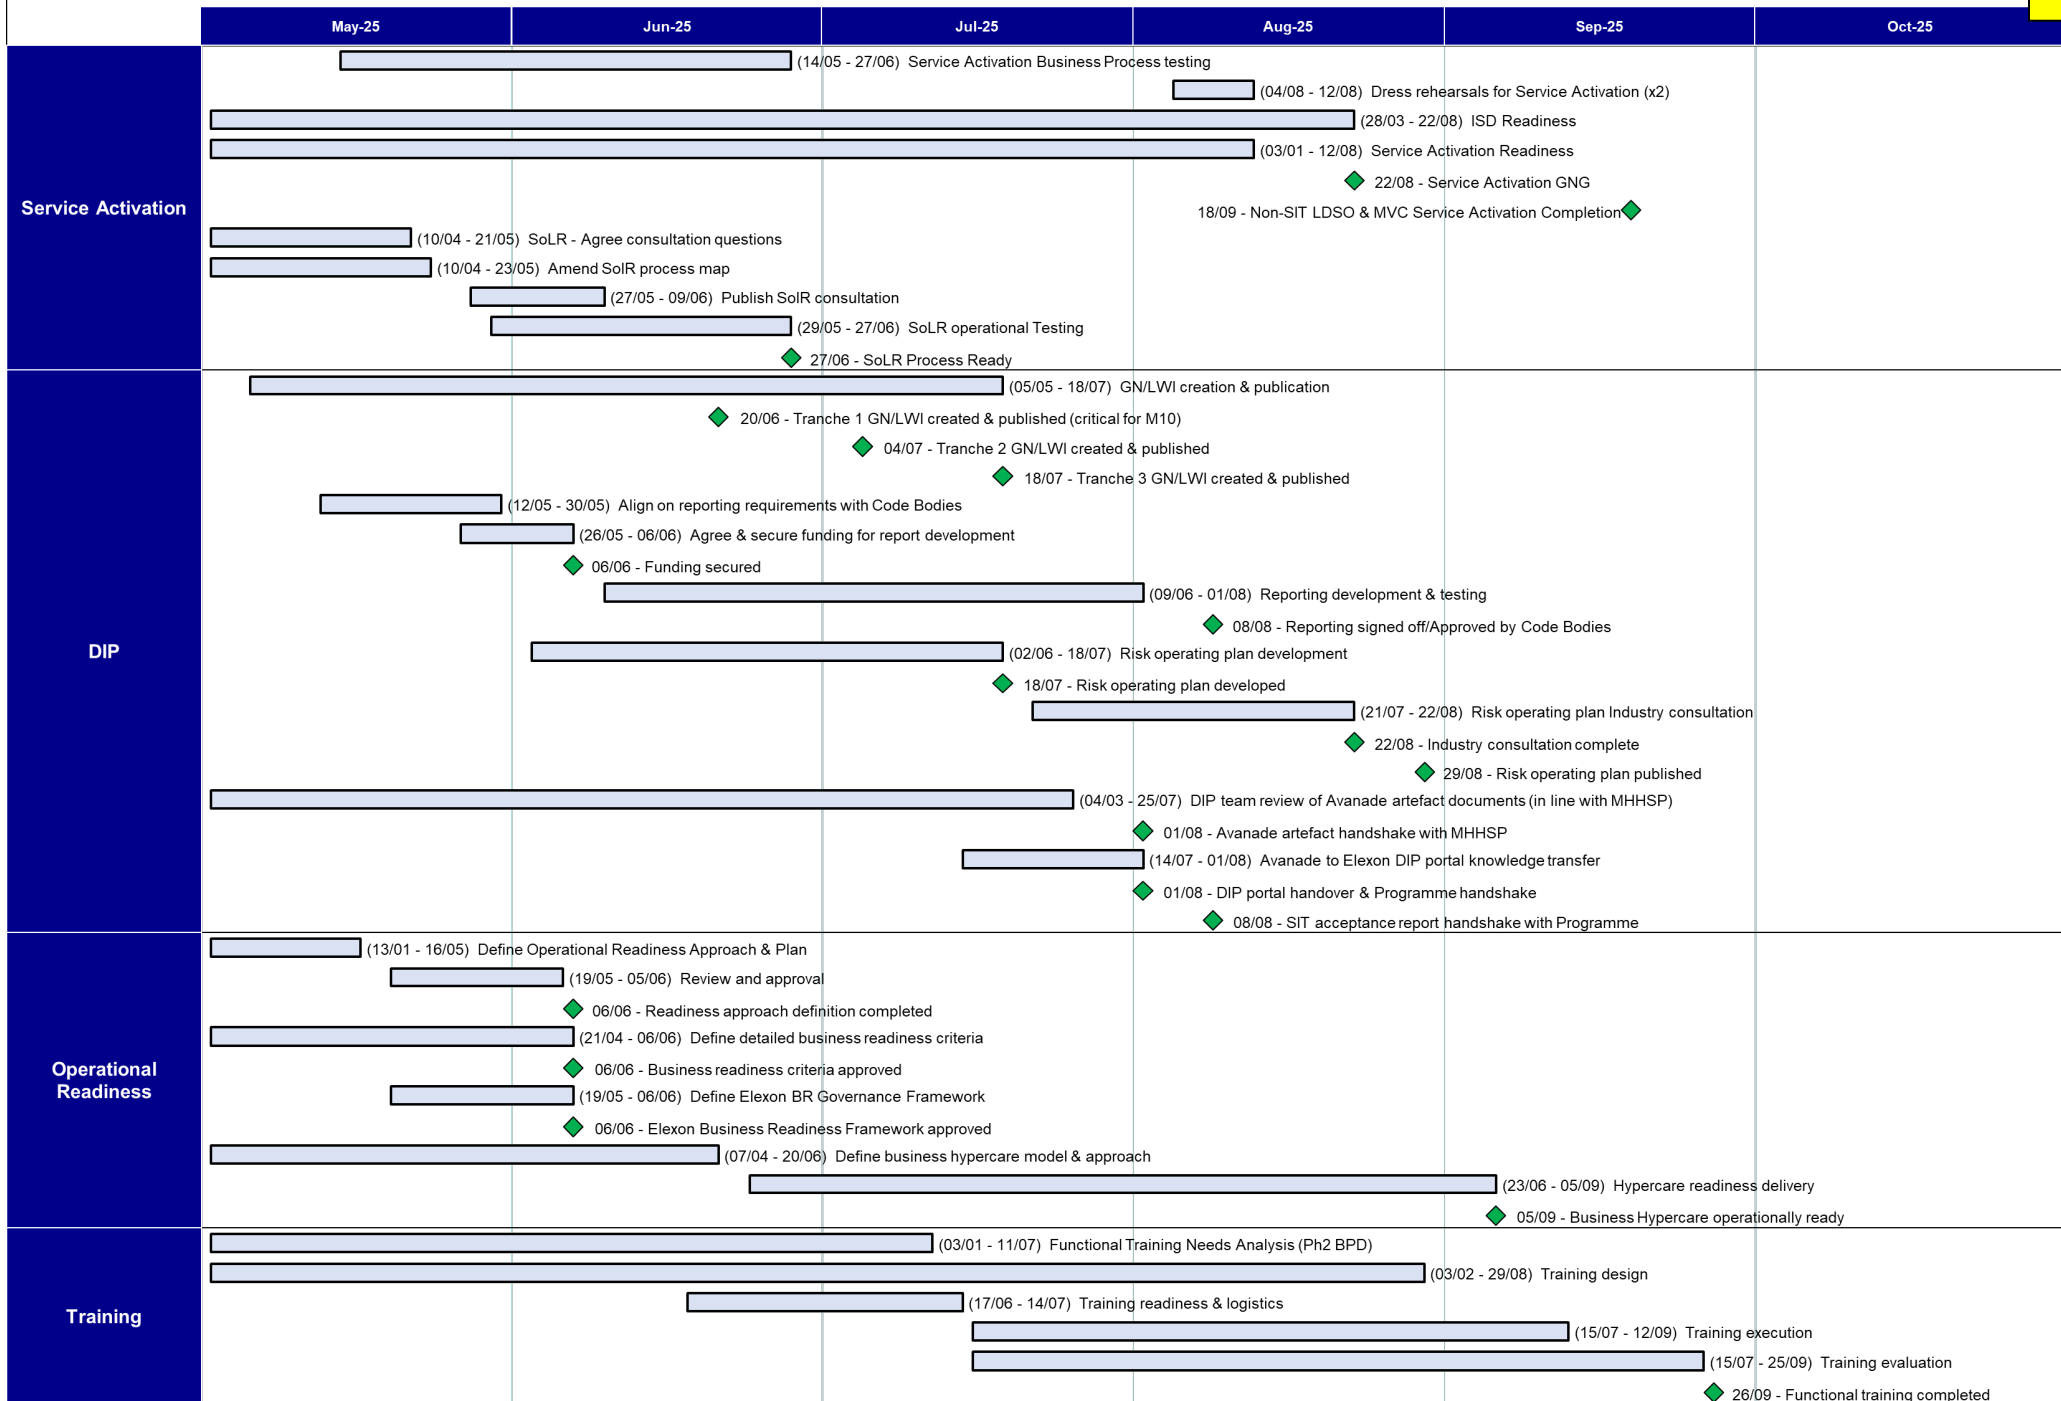 May-25
Jun-25
Jul-25
Aug-25
Sep-25
Oct-25
Service Activation
(14/05 - 27/06) Service Activation Business Process testing
(04/08 - 12/08) Dress rehearsals for Service Activation (x2)
(28/03 - 22/08) ISD Readiness
(03/01 - 12/08) Service Activation Readiness
22/08 - Service Activation GNG
18/09 - Non-SIT LDSO & MVC Service Activation Completion
(10/04 - 21/05) SoLR - Agree consultation questions
(10/04 - 23/05) Amend SolR process map
(27/05 - 09/06) Publish SolR consultation
(29/05 - 27/06) SoLR operational Testing
27/06 - SoLR Process Ready
DIP
(05/05 - 18/07) GN/LWI creation & publication
20/06 - Tranche 1 GN/LWI created & published (critical for M10)
04/07 - Tranche 2 GN/LWI created & published
18/07 - Tranche 3 GN/LWI created & published
(12/05 - 30/05) Align on reporting requirements with Code Bodies
(26/05 - 06/06) Agree & secure funding for report development
06/06 - Funding secured
(09/06 - 01/08) Reporting development & testing
08/08 - Reporting signed off/Approved by Code Bodies
(02/06 - 18/07) Risk operating plan development
18/07 - Risk operating plan developed
(21/07 - 22/08) Risk operating plan Industry consultation
22/08 - Industry consultation complete
29/08 - Risk operating plan published
(04/03 - 25/07) DIP team review of Avanade artefact documents (in line with MHHSP)
01/08 - Avanade artefact handshake with MHHSP
(14/07 - 01/08) Avanade to Elexon DIP portal knowledge transfer
01/08 - DIP portal handover & Programme handshake
08/08 - SIT acceptance report handshake with Programme
Operational
Readiness
(13/01 - 16/05) Define Operational Readiness Approach & Plan
(19/05 - 05/06) Review and approval
06/06 - Readiness approach definition completed
(21/04 - 06/06) Define detailed business readiness criteria
06/06 - Business readiness criteria approved
(19/05 - 06/06) Define Elexon BR Governance Framework
06/06 - Elexon Business Readiness Framework approved
(07/04 - 20/06) Define business hypercare model & approach
(23/06 - 05/09) Hypercare readiness delivery
05/09 - Business Hypercare operationally ready
Training
(03/01 - 11/07) Functional Training Needs Analysis (Ph2 BPD)
(03/02 - 29/08) Training design
(17/06 - 14/07) Training readiness & logistics
(15/07 - 12/09) Training execution
(15/07 - 25/09) Training evaluation
26/09 - Functional training completed